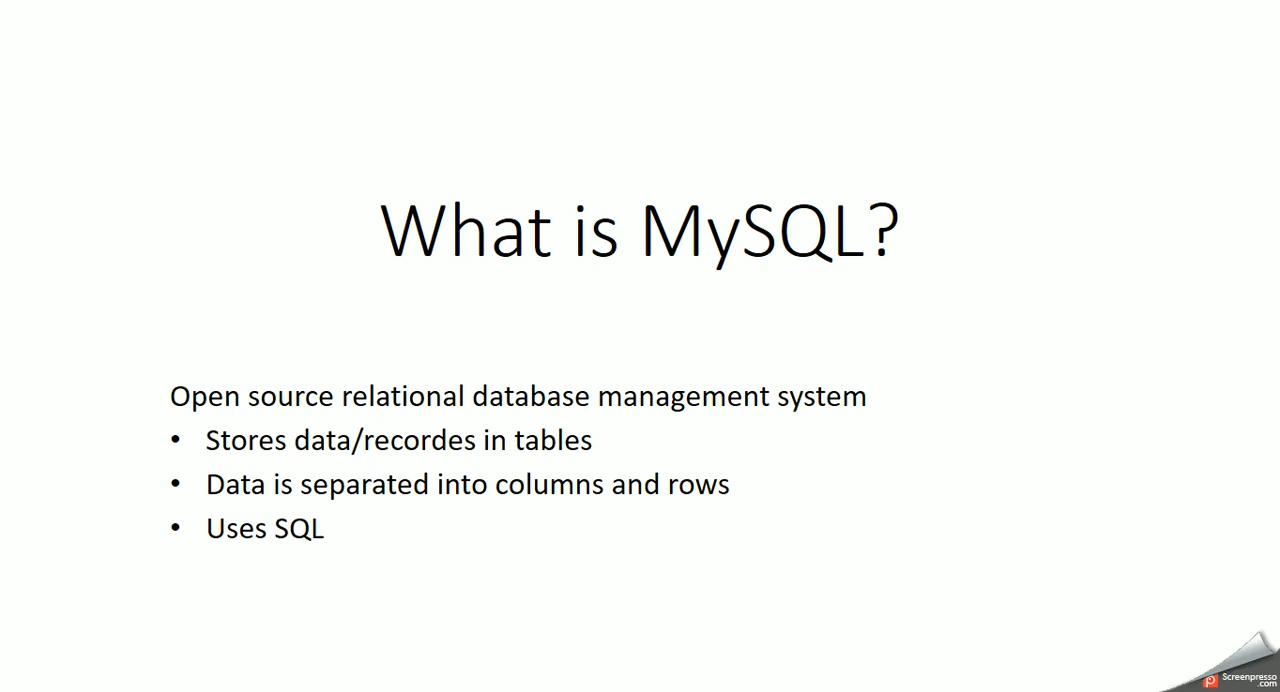 What is MySQL?
Open source relational database management system
• Stores data/recordes in tables
• Data is separated into columns and rows
• Uses SQL
Screenpresso
.com